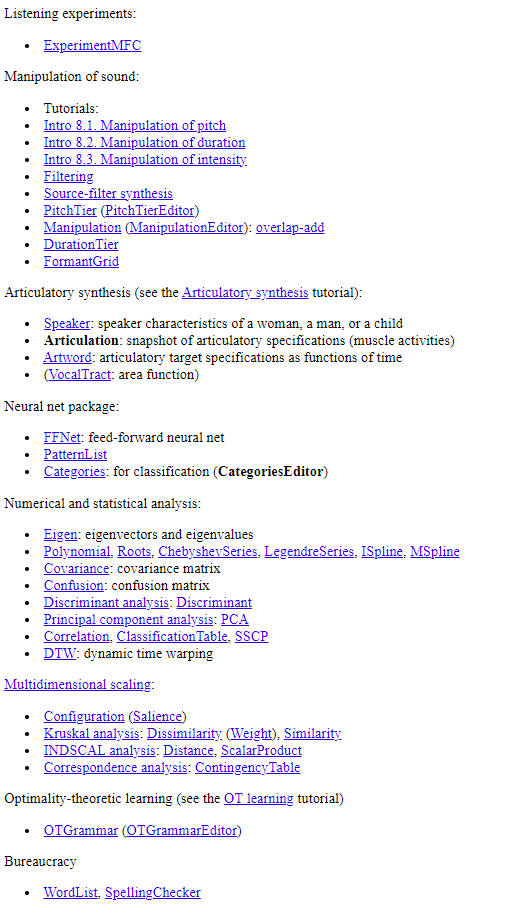 Listening experiments:
• ExperimentMFC
Manipulation of sound:
• Tutorials:
• Intro 8.1. Manipulation of pitch
• Intro 8.2. Manipulation of duration
• Intro 8.3. Manipulation of intensity
• Filtering
• Source-filter synthesis
• PitchTier (PitchTierEditor)
• Manipulation (ManipulationEditor): overlap-add
• DurationTier
• FormantGrid
Articulatory synthesis (see the Articulatory synthesis tutorial):
• Speaker: speaker characteristics of a woman, a man, or a child
• Articulation: snapshot of articulatory specifications (muscle activities)
• Artword: articulatory target specifications as functions of time
• (VocalTract: area function)
Neural net package:
• FFNet: feed-forward neural net
• PatternList
• Categories: for classification (CategoriesEditor)
Numerical and statistical analysis:
• Eigen: eigenvectors and eigenvalues
• Polynomial, Roots, ChebyshevSeries, LegendreSeries, ISpline, MSpline
• Covariance: covariance matrix
• Confusion: confusion matrix
• Discriminant analysis: Discriminant
• Principal component analysis: PCA
• Correlation, ClassificationTable, SSCP
• DTW: dynamic time warping
Multidimensional scaling:
• Configuration (Salience)
• Kruskal analysis: Dissimilarity (Weight), Similarity
• INDSCAL analysis: Distance, ScalarProduct
• Correspondence analysis: ContingencyTable
Optimality-theoretic learning (see the OT learning tutorial)
• OTGrammar (OTGrammarEditor)
Bureaucracy
• WordList, SpellingChecker